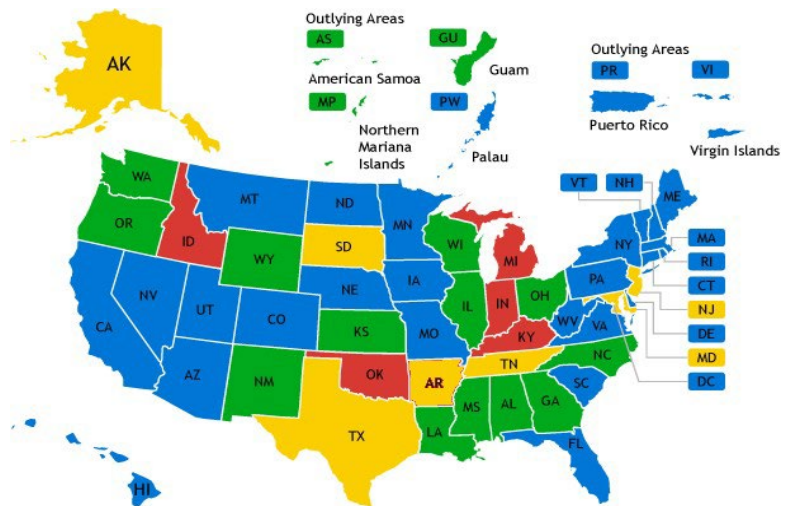 Outlying Areas
AS
GU
American Samoa
Guam
MP
PW
Northern
Mariana
Islands
Palau
Outlying Areas
PR
VI
Puerto Rico
Virgin Islands
AK
WA
OR
ID
MT
ND
MN
SD
WY
WI
MI
NY
VT
NH
ME
MA
RI
CT
NJ
DE
MD
DC
CA
NV
UT
CO
NE
IA
IL
IN
OH
PA
WV
VA
KS
MO
KY
NC
AZ
NM
OK
AR
TN
SC
TX
LA
MS
AL
GA
FL
HI